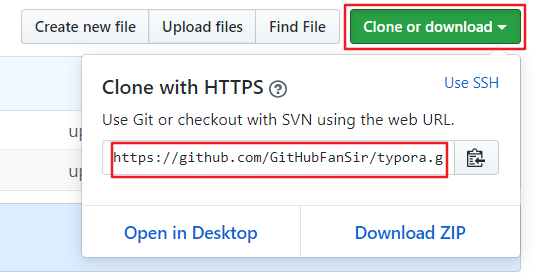 Create new file Upload files Find File Clone or download
Clone with HTTPS
Use SSH
Use Git or checkout with SVN using the web URL.
https://github.com/GitHubFanSir/typora.g
up
up
Open in Desktop Download ZIP